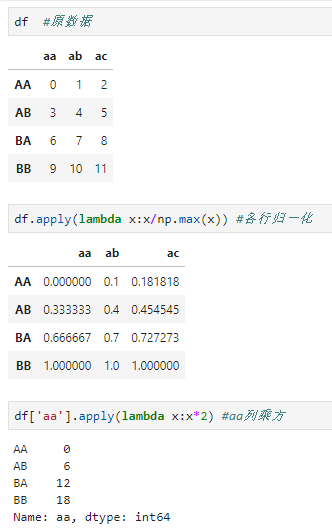 df  #原数据
aa ab ac
AA 0 1 2
AB 3 4 5
BA 6 7 8
BB 9 10 11
df.apply(lambda x:x/np.max(x)) #各行归一化
aa ab ac
AA 0.000000 0.1 0.181818
AB 0.333333 0.4 0.454545
BA 0.666667 0.7 0.727273
BB 1.000000 1.0 1.000000
df['aa'].apply(lambda x:x*2) #aa列乘方
AA     0
AB     6
BA    12
BB    18
Name: aa, dtype: int64